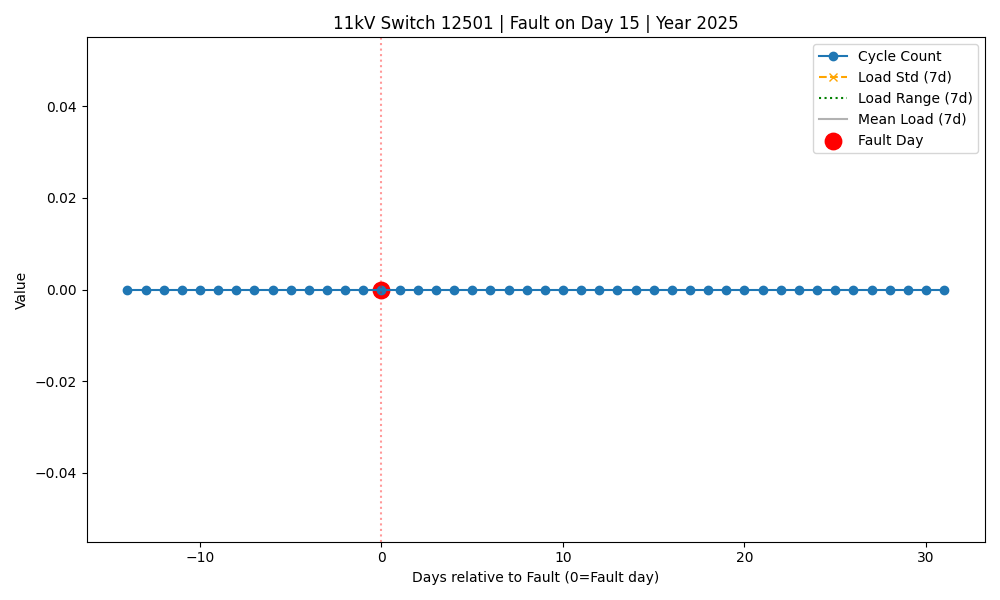 11kV Switch 12501 | Fault on Day 15 | Year 2025
Cycle Count
Load Std (7d)
Load Range (7d)
Mean Load (7d)
Fault Day
0.04
0.02
0.00
−0.02
−0.04
Value
−10
0
10
20
30
Days relative to Fault (0=Fault day)